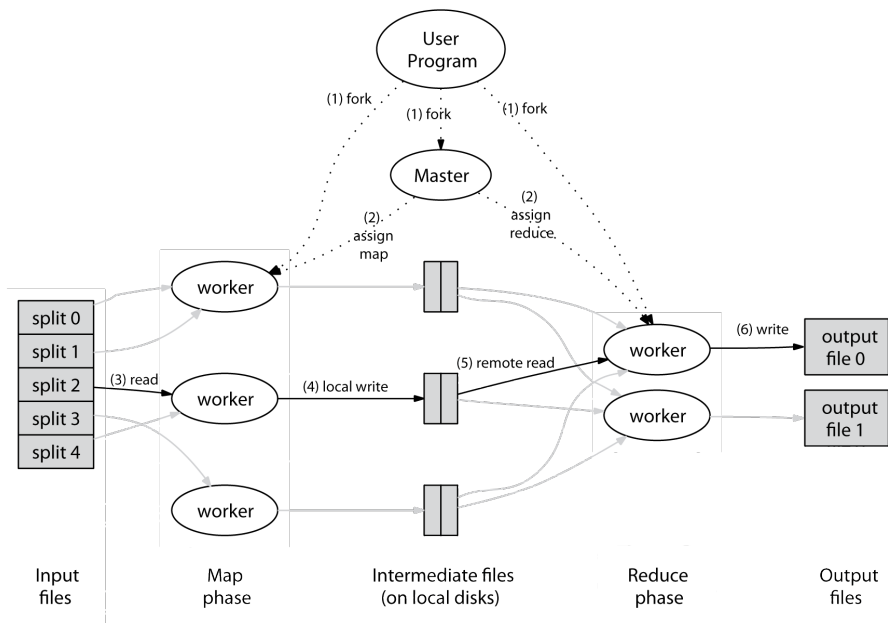 User
Program
(1) fork
(1) fork
(1) fork
Master
(2)
assign
map
(2)
assign
reduce
worker
split 0
split 1
split 2
split 3
split 4
(3) read
worker
(4) local write
(5) remote read
worker
(6) write
output
file 0
worker
output
file 1
worker
Input
files
Map
phase
Intermediate files
(on local disks)
Reduce
phase
Output
files